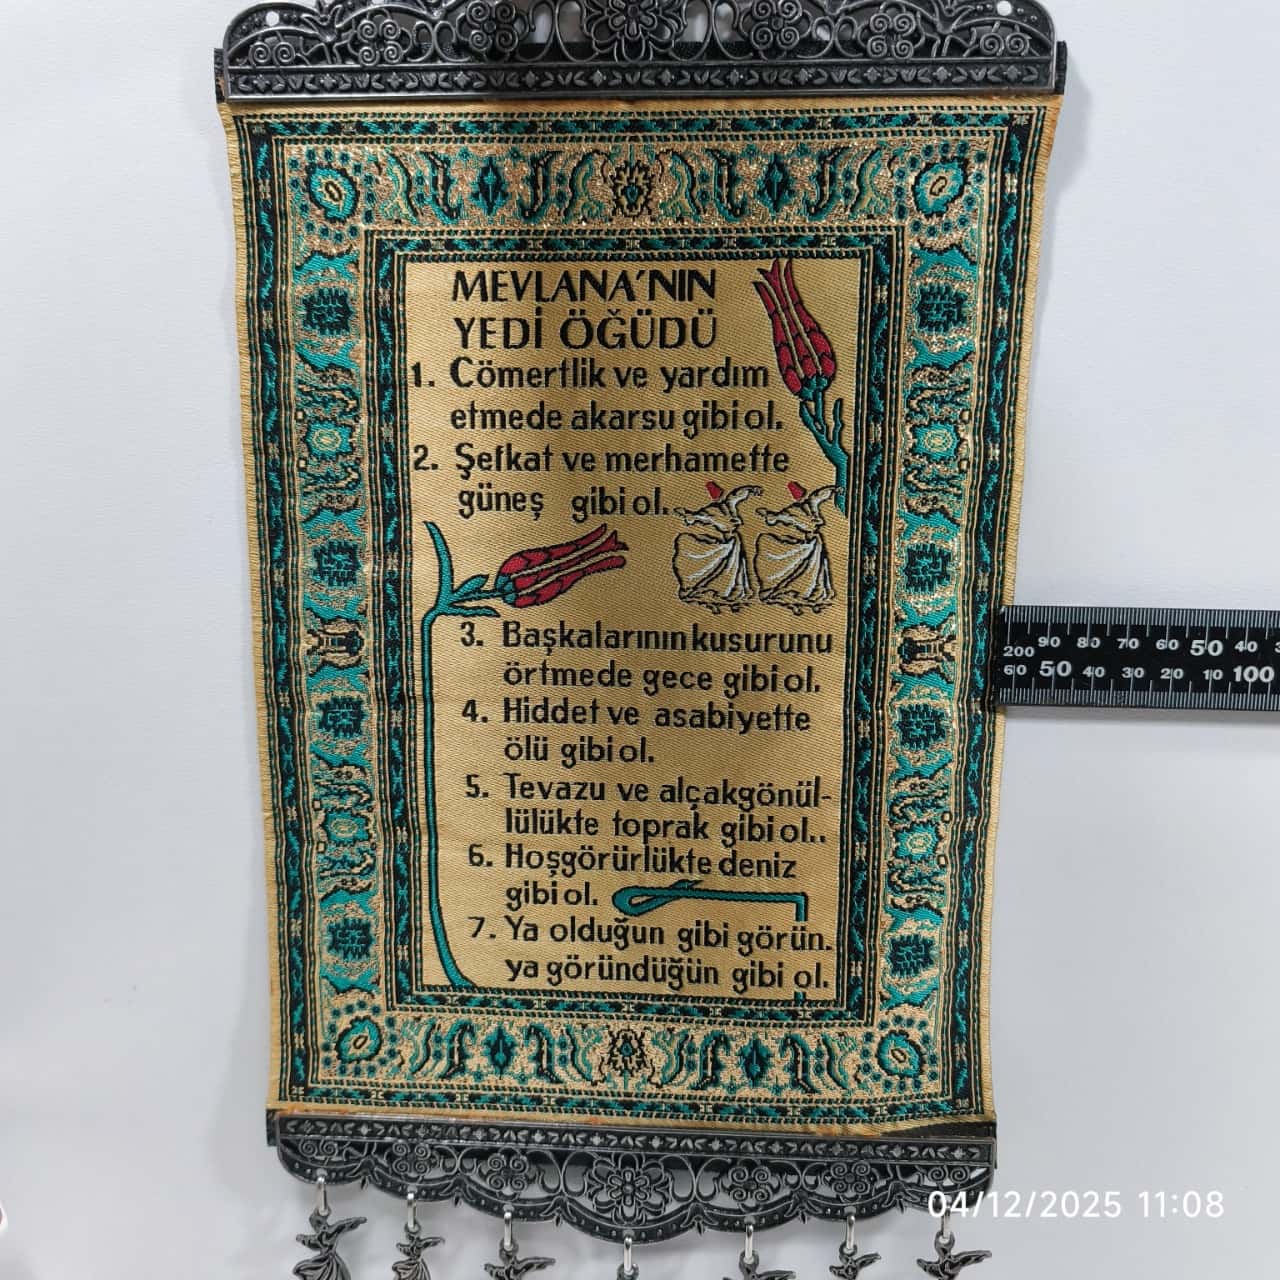 MEVLANA'NIN
YEDİ ÖĞÜDÜ
1. Cömertlik ve yardım
etmede akarsu gibi ol.
2. Şefkat ve merhamette
güneş gibi ol.
3. Başkalarının kusurunu
örtmede gece gibi ol.
4. Hiddet ve asabiyette
ölü gibi ol.
5. Tevazu ve alçakgönül-
lülükte toprak gibi ol..
6. Hoşgörürlükte deniz
gibi ol.
7. Ya olduğun gibi görün.
ya göründüğün gibi ol.
200 90 80 70 60 50 40
60 50 40 30 20 10 100
04/12/2025 11:08